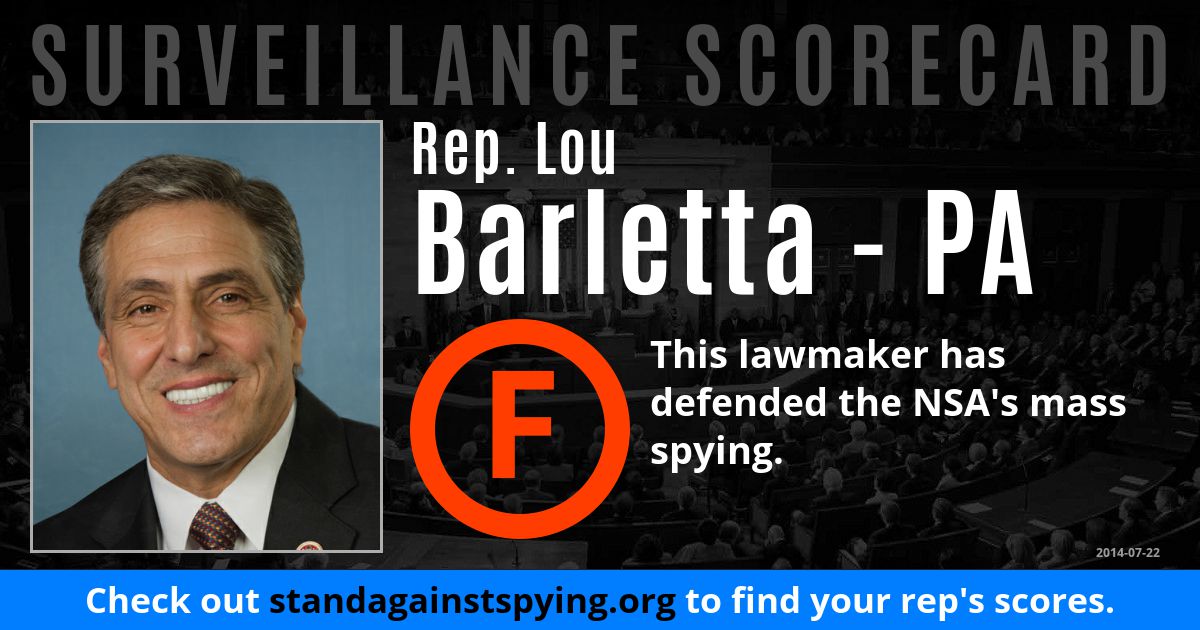 SURVEILLANCE SCORECARD
Rep. Lou
Barletta - PA
F
This lawmaker has
defended the NSA's mass
spying.
2014-07-22
Check out standagainstspying.org to find your rep's scores.